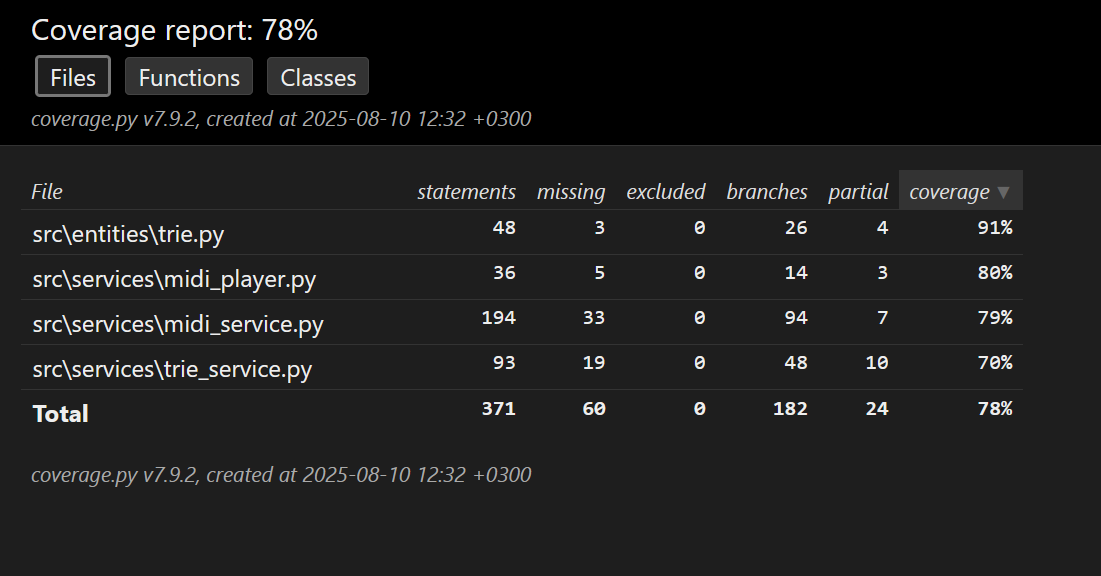 Coverage report: 78%
Files Functions Classes
coverage.py v7.9.2, created at 2025-08-10 12:32 +0300
File statements missing excluded branches partial coverage ▼
src\entities\trie.py 48 3 0 26 4 91%
src\services\midi_player.py 36 5 0 14 3 80%
src\services\midi_service.py 194 33 0 94 7 79%
src\services\trie_service.py 93 19 0 48 10 70%
Total 371 60 0 182 24 78%
coverage.py v7.9.2, created at 2025-08-10 12:32 +0300